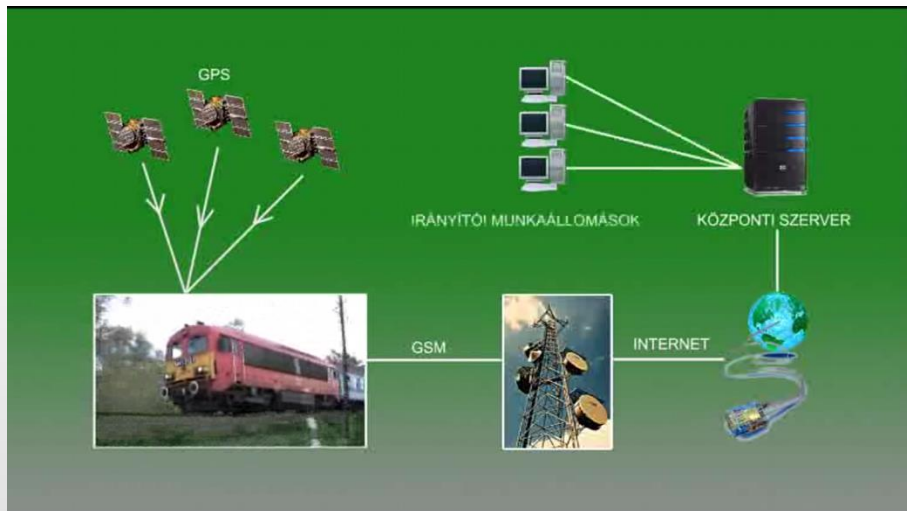 GPS
IRÁNYÍTÓI MUNKAÁLLOMÁSOK
KÖZPONTI SZERVER
GSM
INTERNET